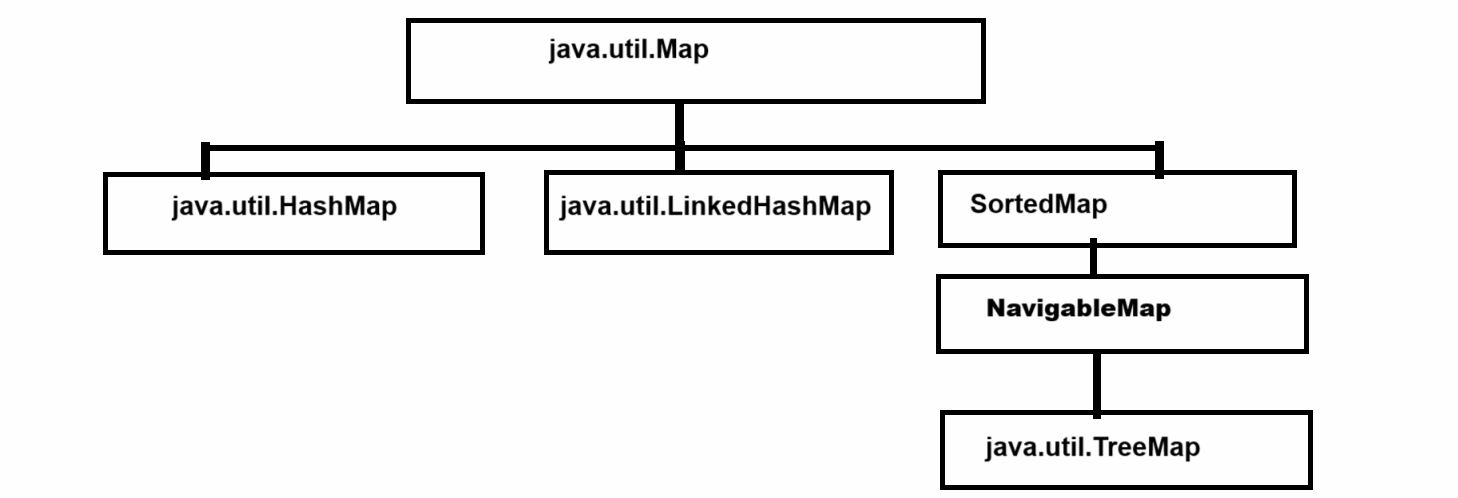 java.util.Map
java.util.HashMap
java.util.LinkedHashMap
SortedMap
NavigableMap
java.util.TreeMap